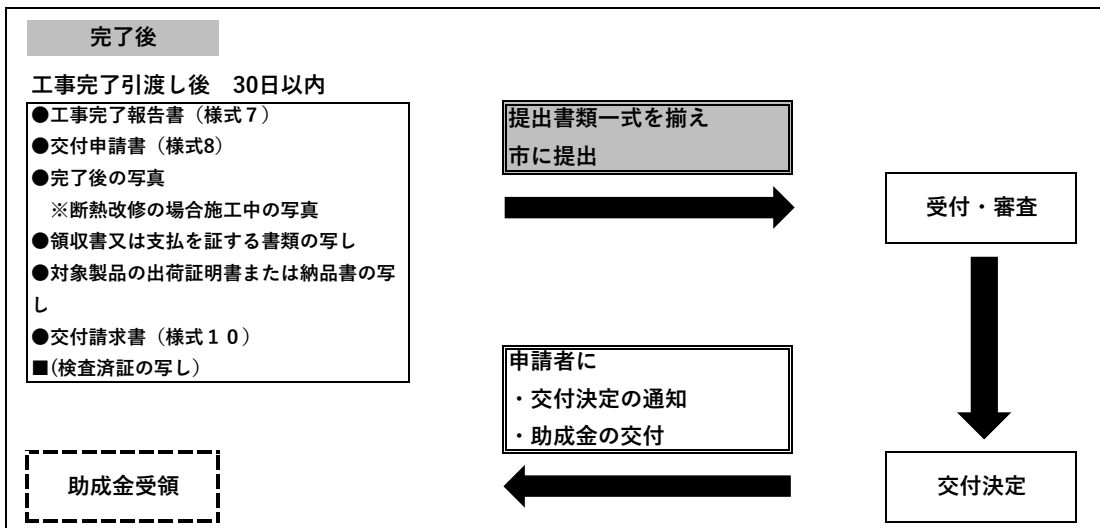 完了後
工事完了引渡し後　30日以内
●工事完了報告書（様式７）
●交付申請書（様式8）
●完了後の写真
　※断熱改修の場合施工中の写真
●領収書又は支払を証する書類の写し
●対象製品の出荷証明書または納品書の写
し
●交付請求書（様式１０）
■(検査済証の写し）
提出書類一式を揃え
市に提出
受付・審査
申請者に
・交付決定の通知
・助成金の交付
交付決定
助成金受領